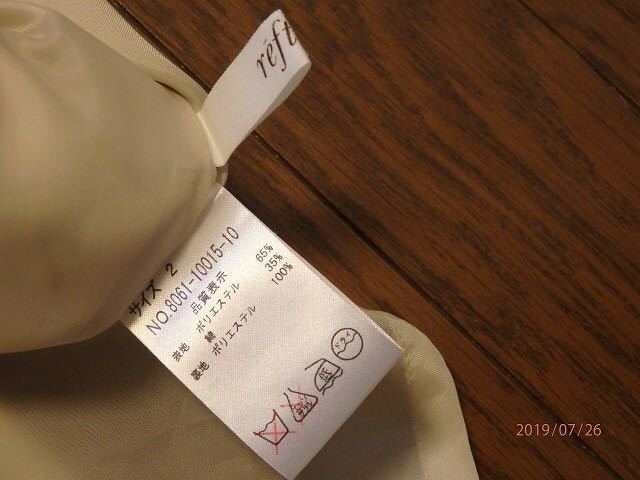 réft
サイズ 2
NO.8061-10015-10
品質表示
表地 ポリエステル 65%
綿 35%
裏地 ポリエステル 100%
低
ドライ
2019/07/26